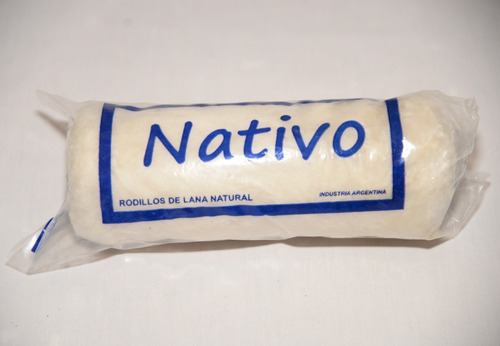 Nativo
RODILLOS DE LANA NATURAL
INDUSTRIA ARGENTINA